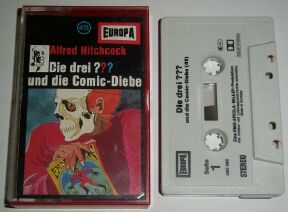 49
EUROPA
Alfred Hitchcock
Die drei ???
und die Comic-Diebe
Die drei ???
und die Comic-Diebe (49)
EUROPA
Seite
1
STEREO